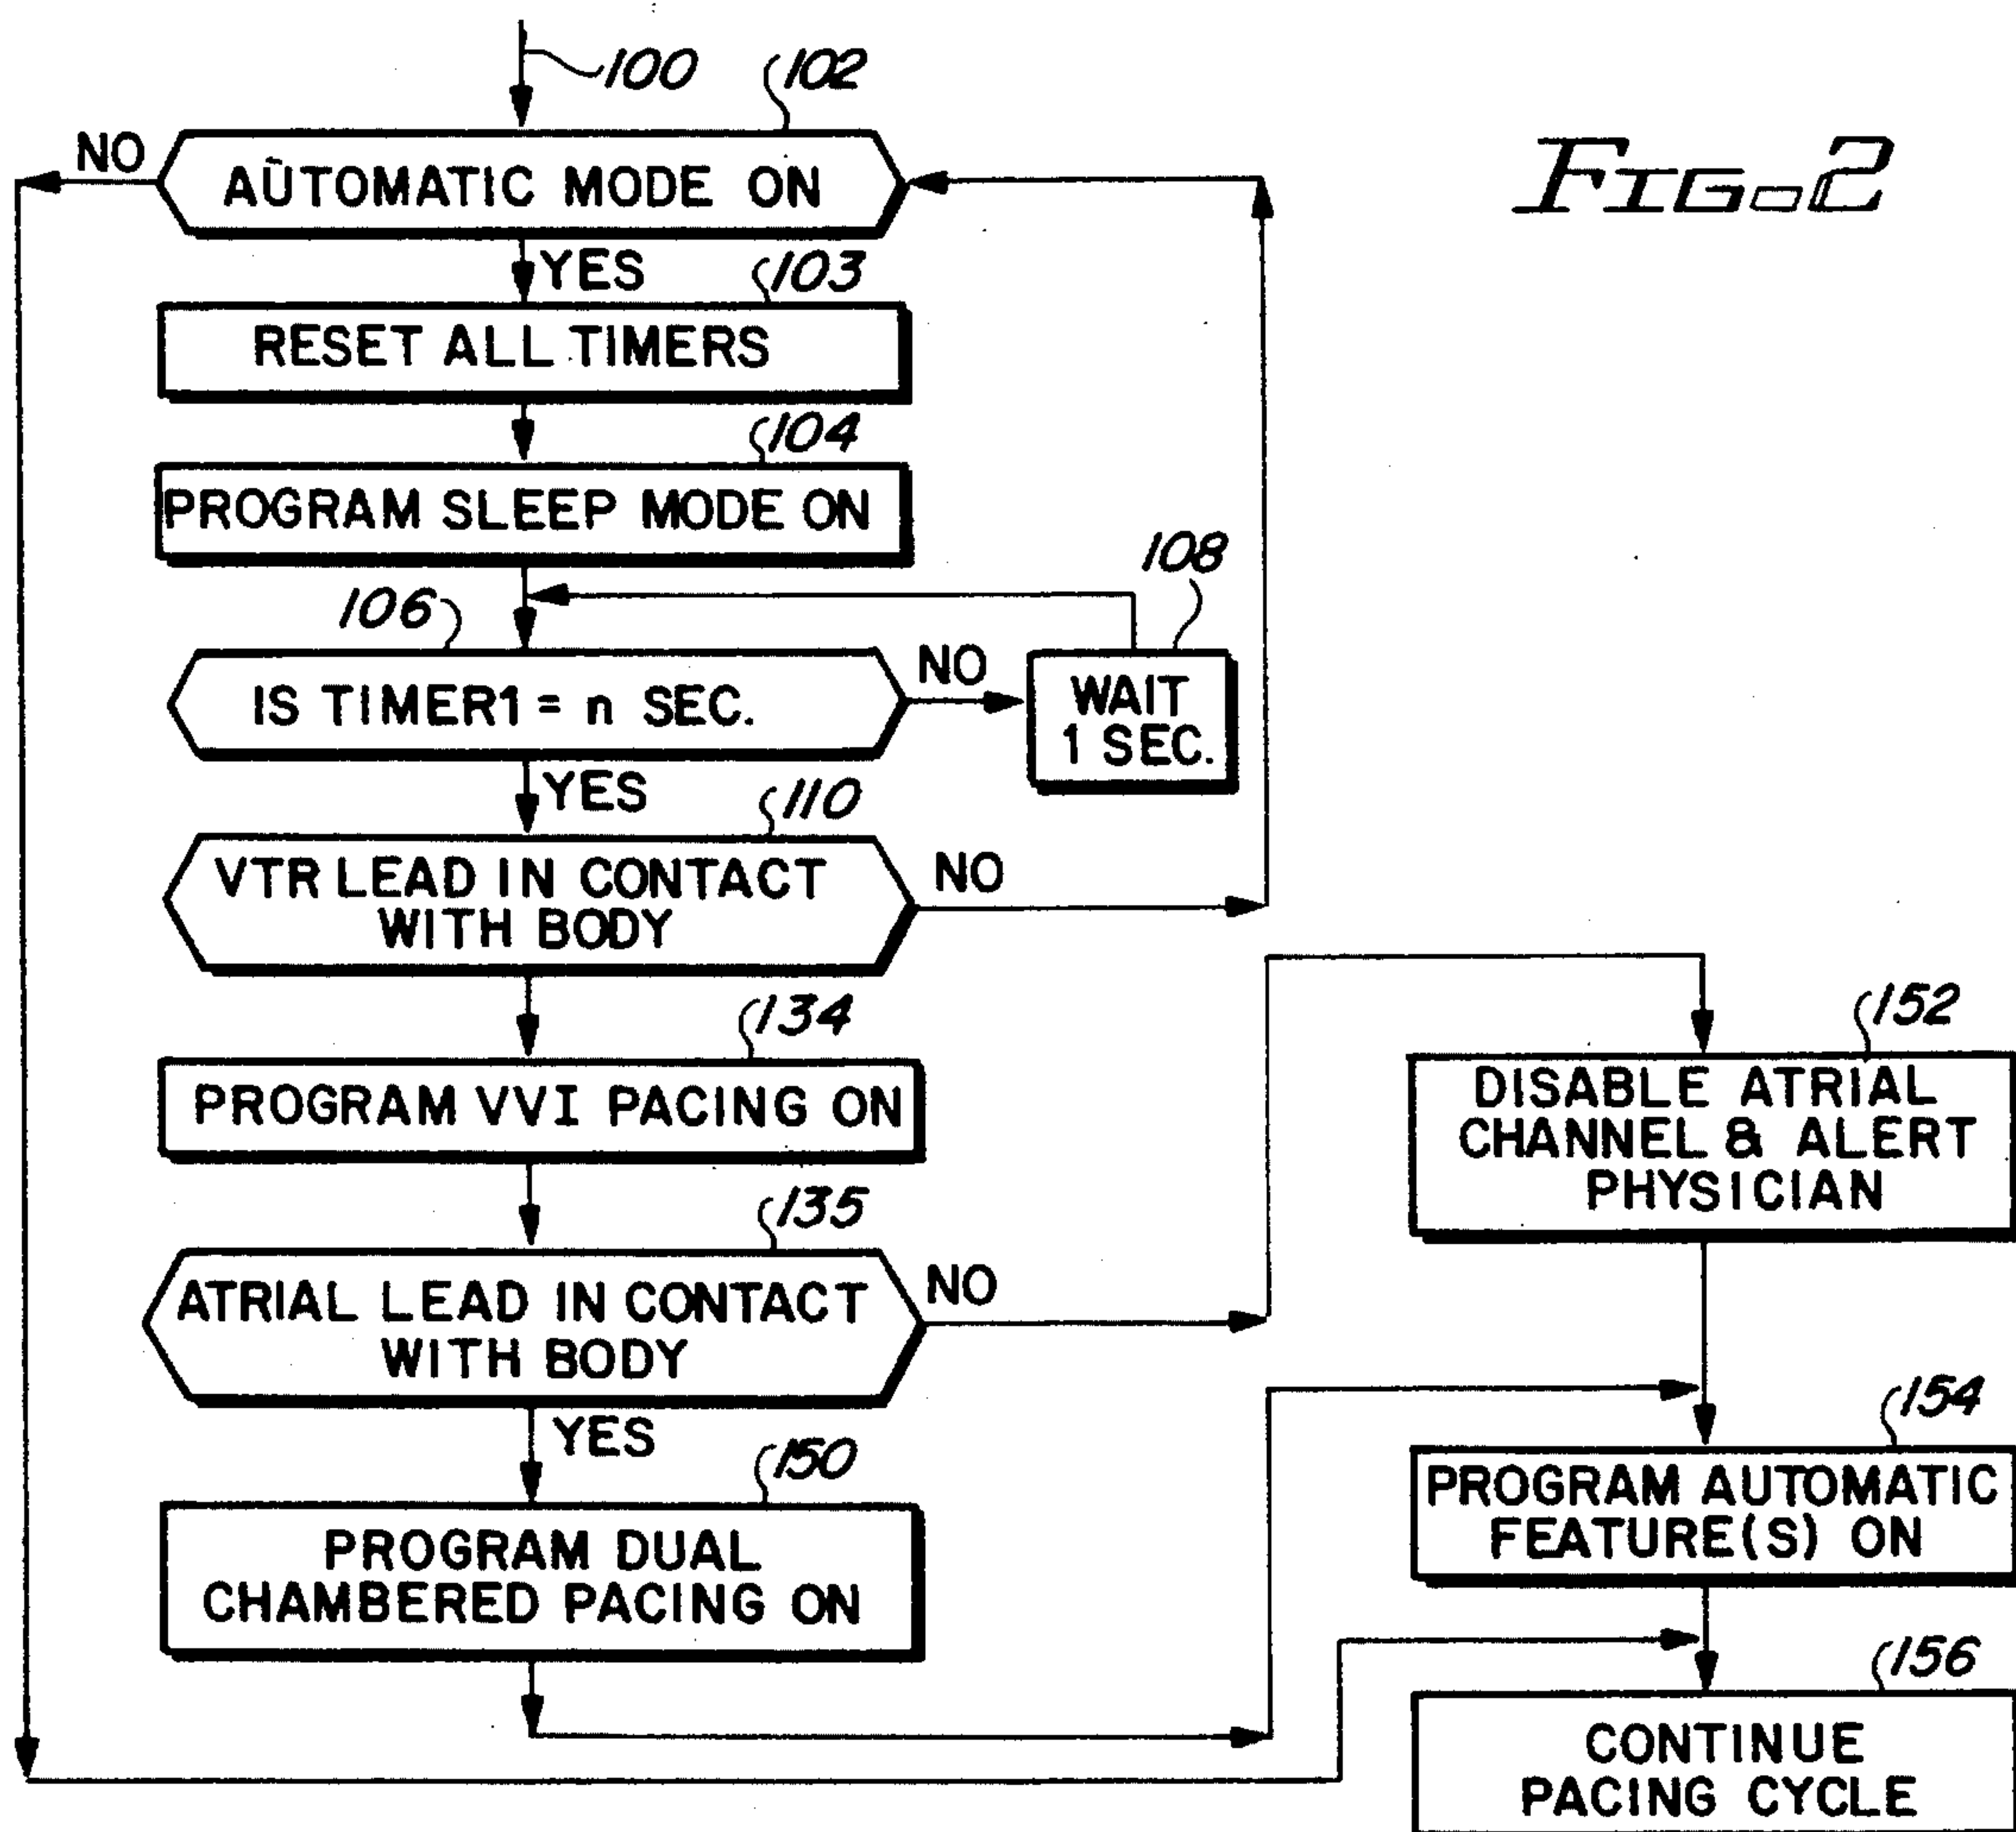 100
102
FIG. 2
NO
AUTOMATIC MODE ON
YES
103
RESET ALL TIMERS
104
PROGRAM SLEEP MODE ON
106
108
IS TIMER1 = n SEC.
NO
WAIT
1 SEC.
YES
110
VTR LEAD IN CONTACT
WITH BODY
NO
134
PROGRAM VVI PACING ON
135
ATRIAL LEAD IN CONTACT
WITH BODY
NO
YES
150
PROGRAM DUAL
CHAMBERED PACING ON
152
DISABLE ATRIAL
CHANNEL & ALERT
PHYSICIAN
154
PROGRAM AUTOMATIC
FEATURE(S) ON
156
CONTINUE
PACING CYCLE